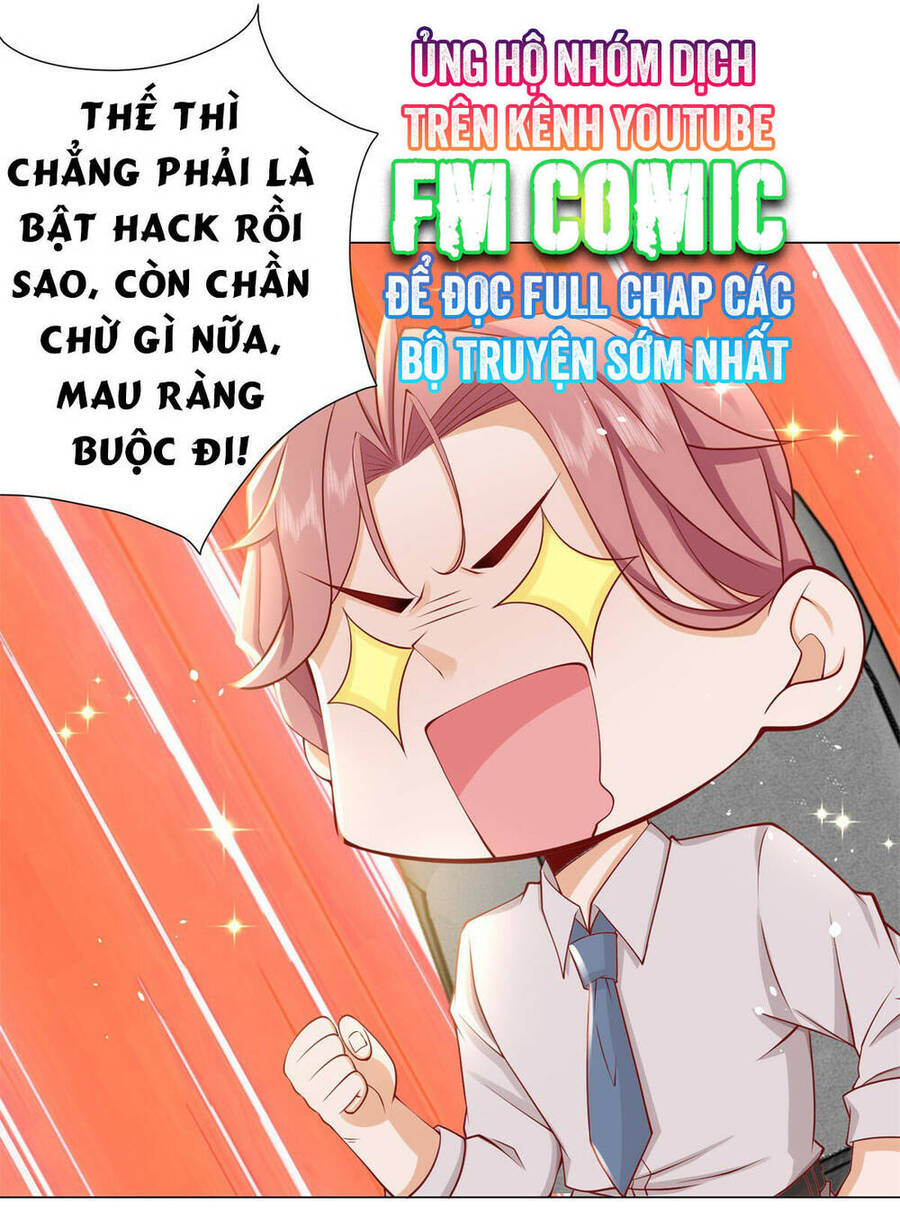 THẾ THÌ
CHẲNG PHẢI LÀ
BẬT HACK RỒI
SAO, CÒN CHẦN
CHỪ GÌ NỮA,
MAU RÀNG
BUỘC ĐI!
ỦNG HỘ NHÓM DỊCH
TRÊN KÊNH YOUTUBE
FM COMIC
ĐỂ ĐỌC FULL CHAP CÁC
BỘ TRUYỆN SỚM NHẤT